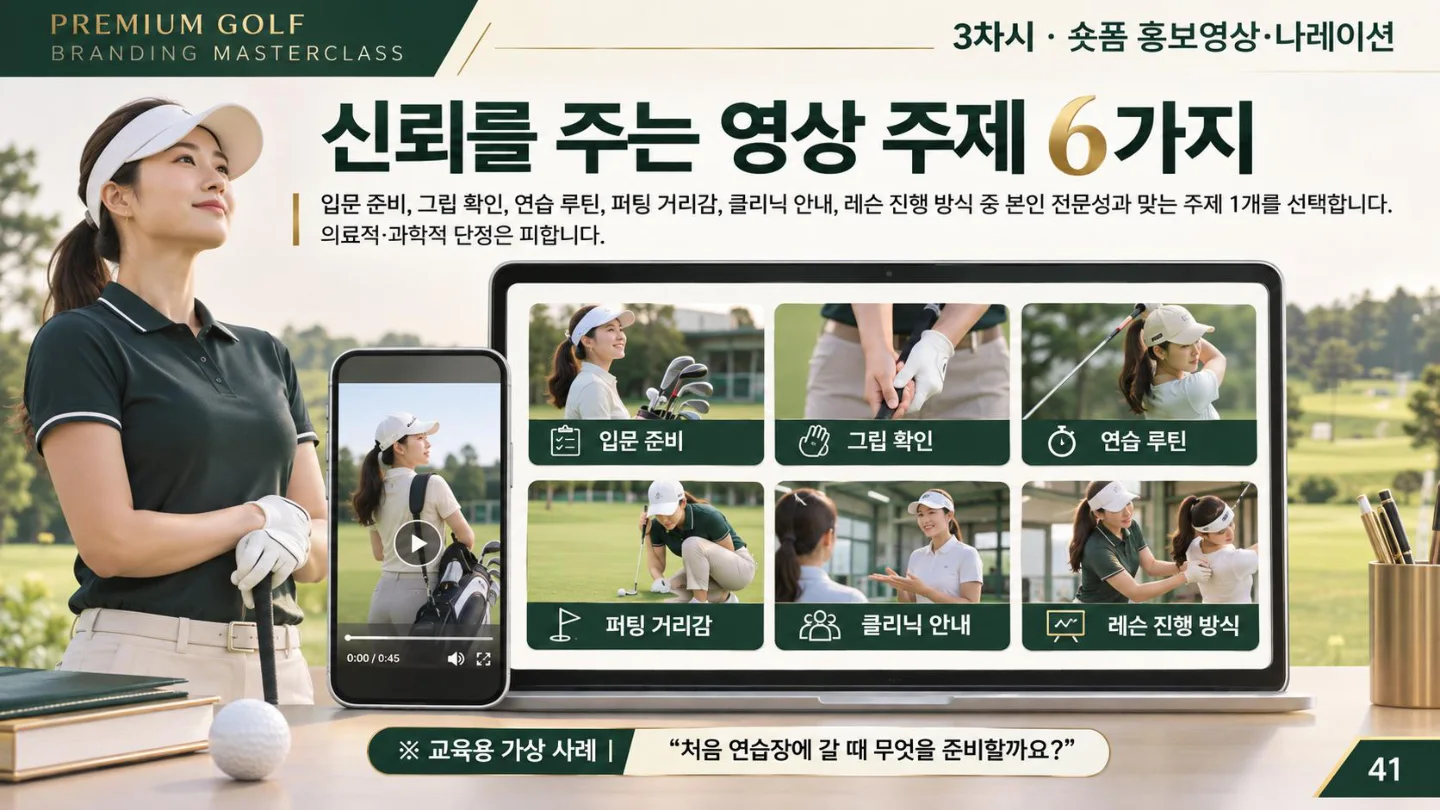 PREMIUM GOLF
BRANDING MASTERCLASS
3차시 · 숏폼 홍보영상·나레이션
신뢰를 주는 영상 주제 6가지
입문 준비, 그립 확인, 연습 루틴, 퍼팅 거리감, 클리닉 안내, 레슨 진행 방식 중 본인 전문성과 맞는 주제 1개를 선택합니다.
의료적·과학적 단정은 피합니다.
입문 준비
그립 확인
연습 루틴
퍼팅 거리감
클리닉 안내
레슨 진행 방식
0:00 / 0:45
※ 교육용 가상 사례 | “처음 연습장에 갈 때 무엇을 준비할까요?”
41